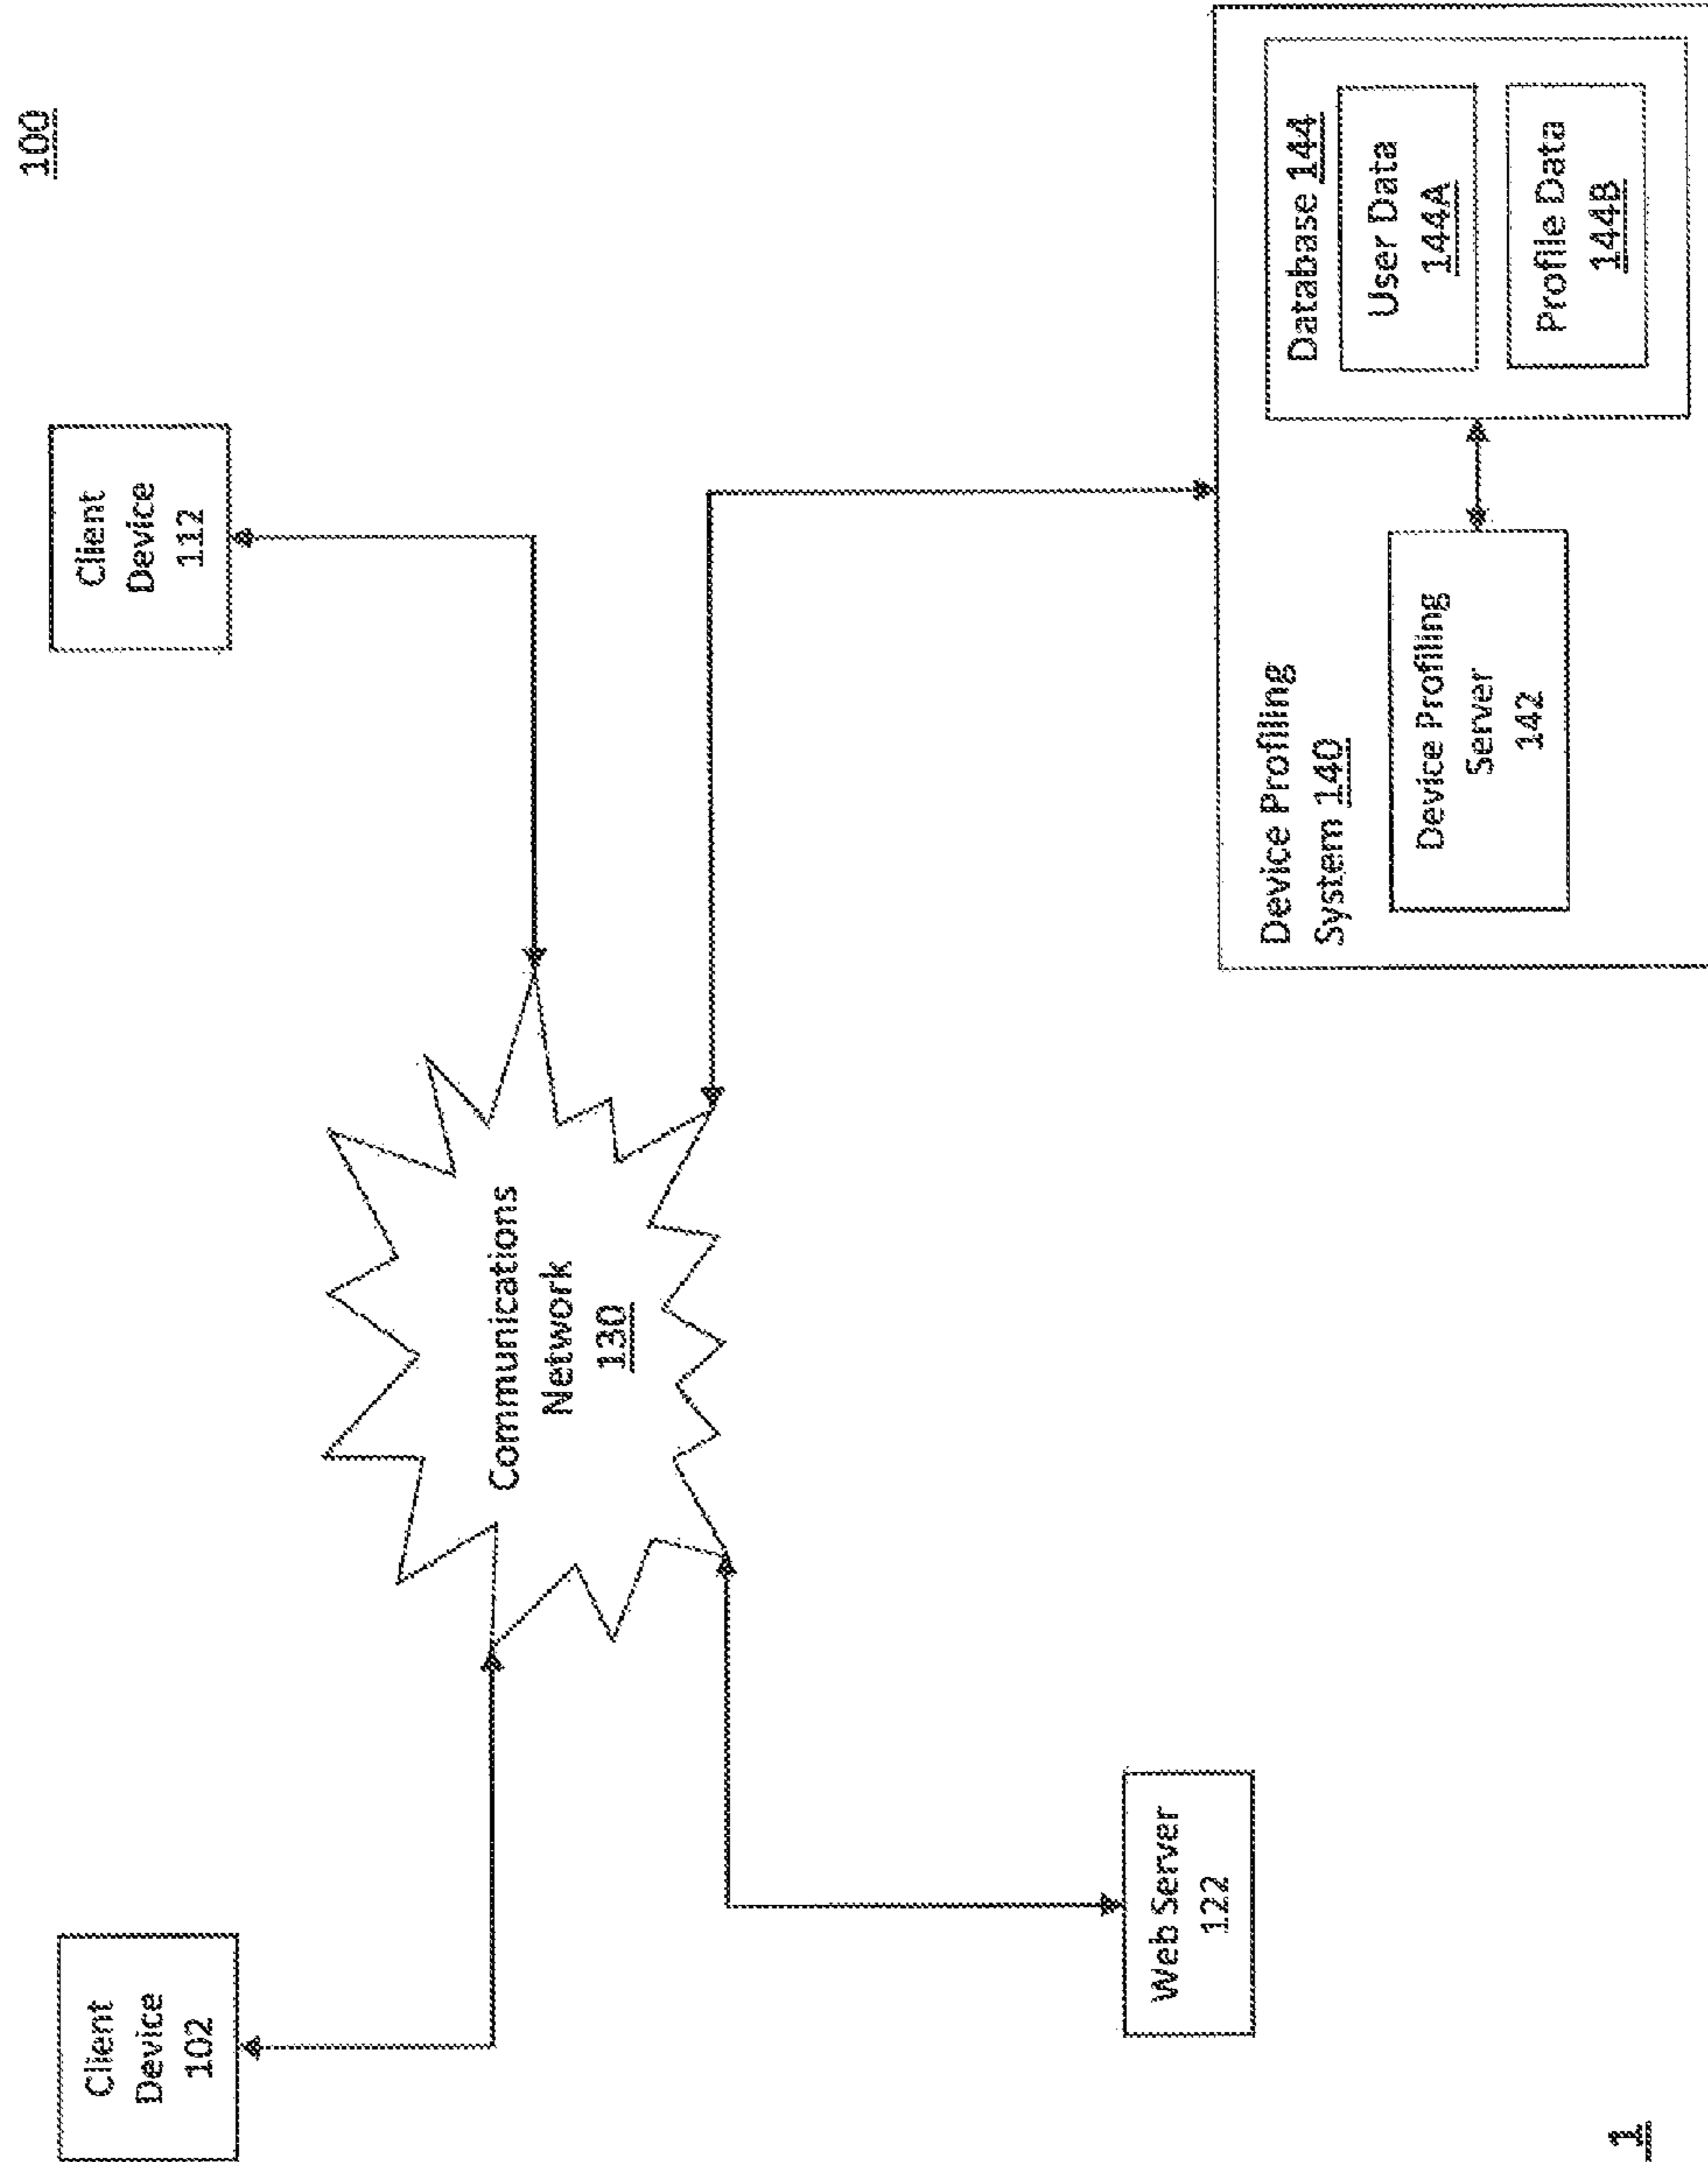 100
Client
Device
102
Client
Device
112
Communications
Network
130
Web Server
122
Device Profiling
System 140
Device Profiling
Server
142
Database 144
User Data
144A
Profile Data
144B
1